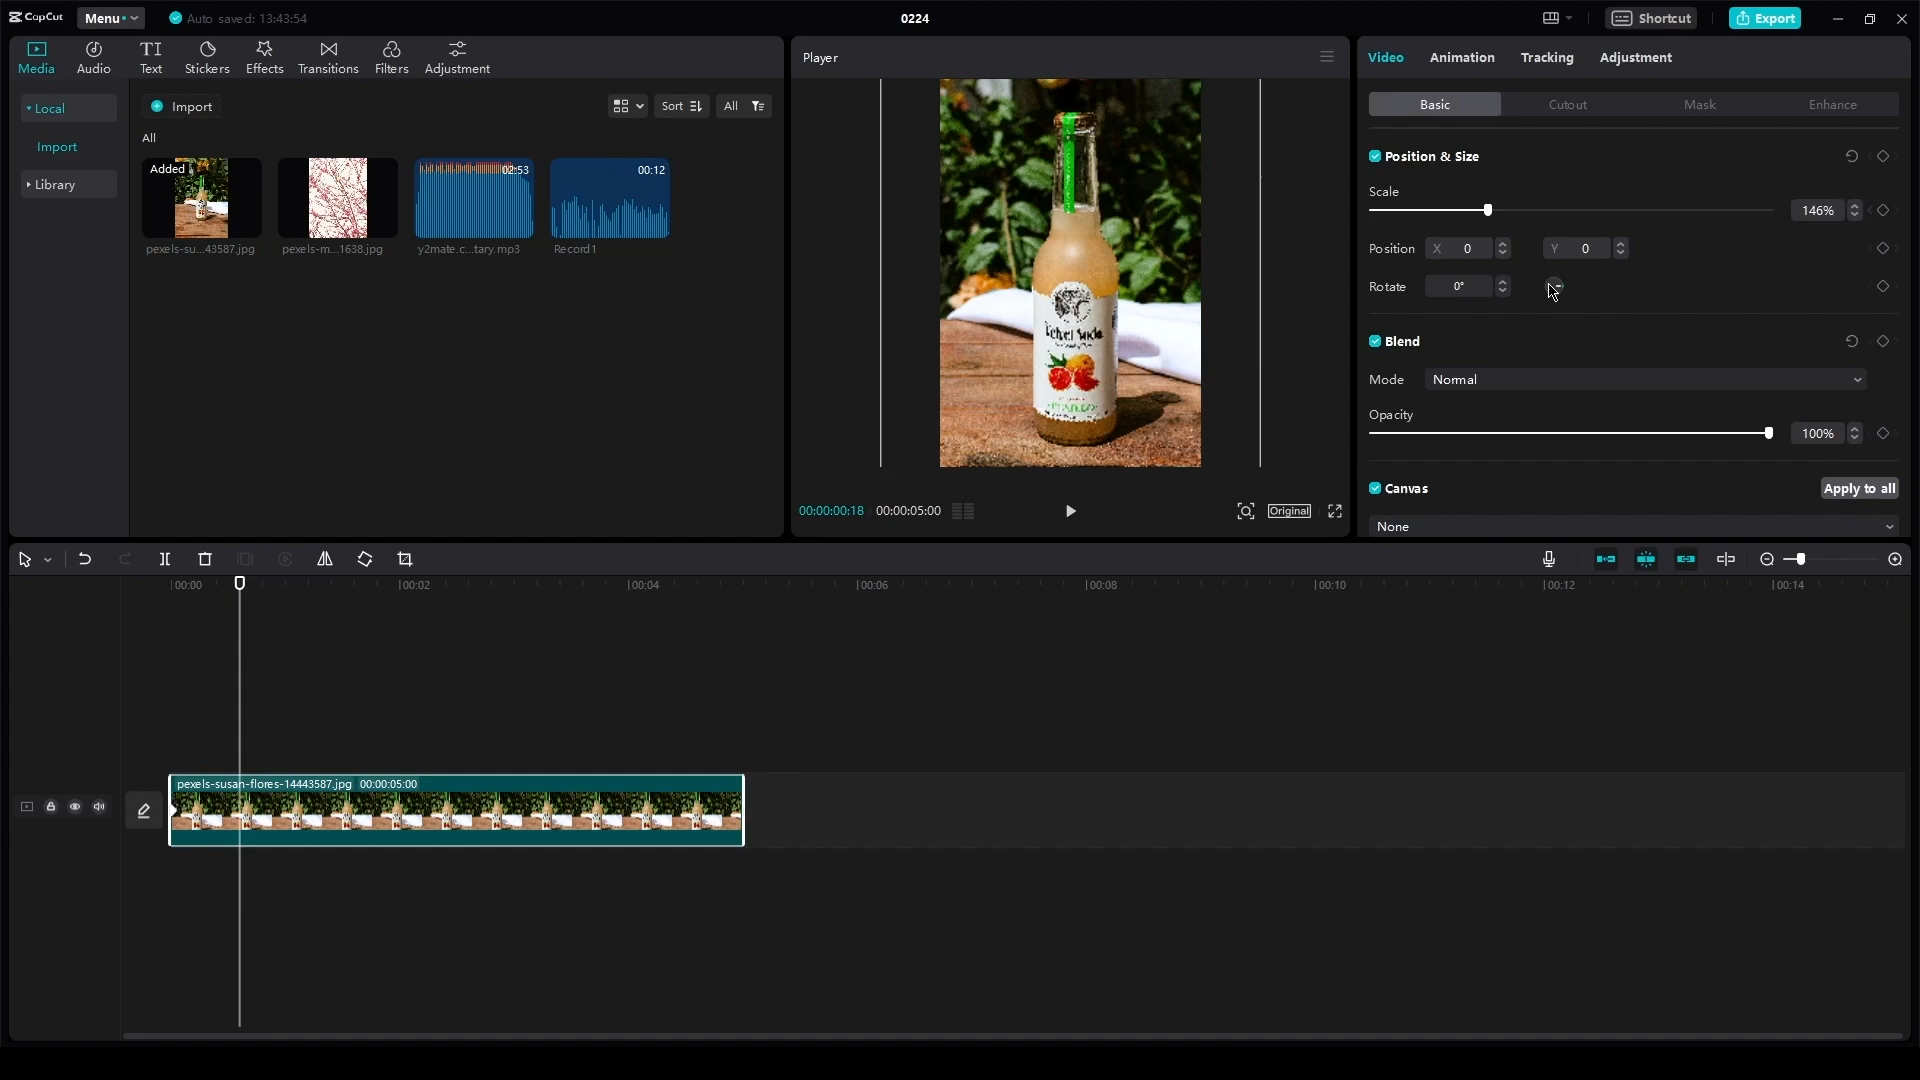 CapCut
Menu
Auto saved: 13:43:54
0224
Shortcut
Export
Media
Audio
Text
Stickers
Effects
Transitions
Filters
Adjustment
Local
Import
Library
Import
Sort
All
All
Added
02:53
00:12
pexels-su...43587.jpg
pexels-m...1638.jpg
y2mate.c...tary.mp3
Record1
Player
00:00:00:18
00:00:05:00
Original
Video
Animation
Tracking
Adjustment
Basic
Cutout
Mask
Enhance
Position & Size
Scale
146%
Position X 0 Y 0
Rotate 0°
Blend
Mode Normal
Opacity
100%
Canvas
Apply to all
None
00:00
00:02
00:04
00:06
00:08
00:10
00:12
00:14
pexels-susan-flores-14443587.jpg 00:00:05:00